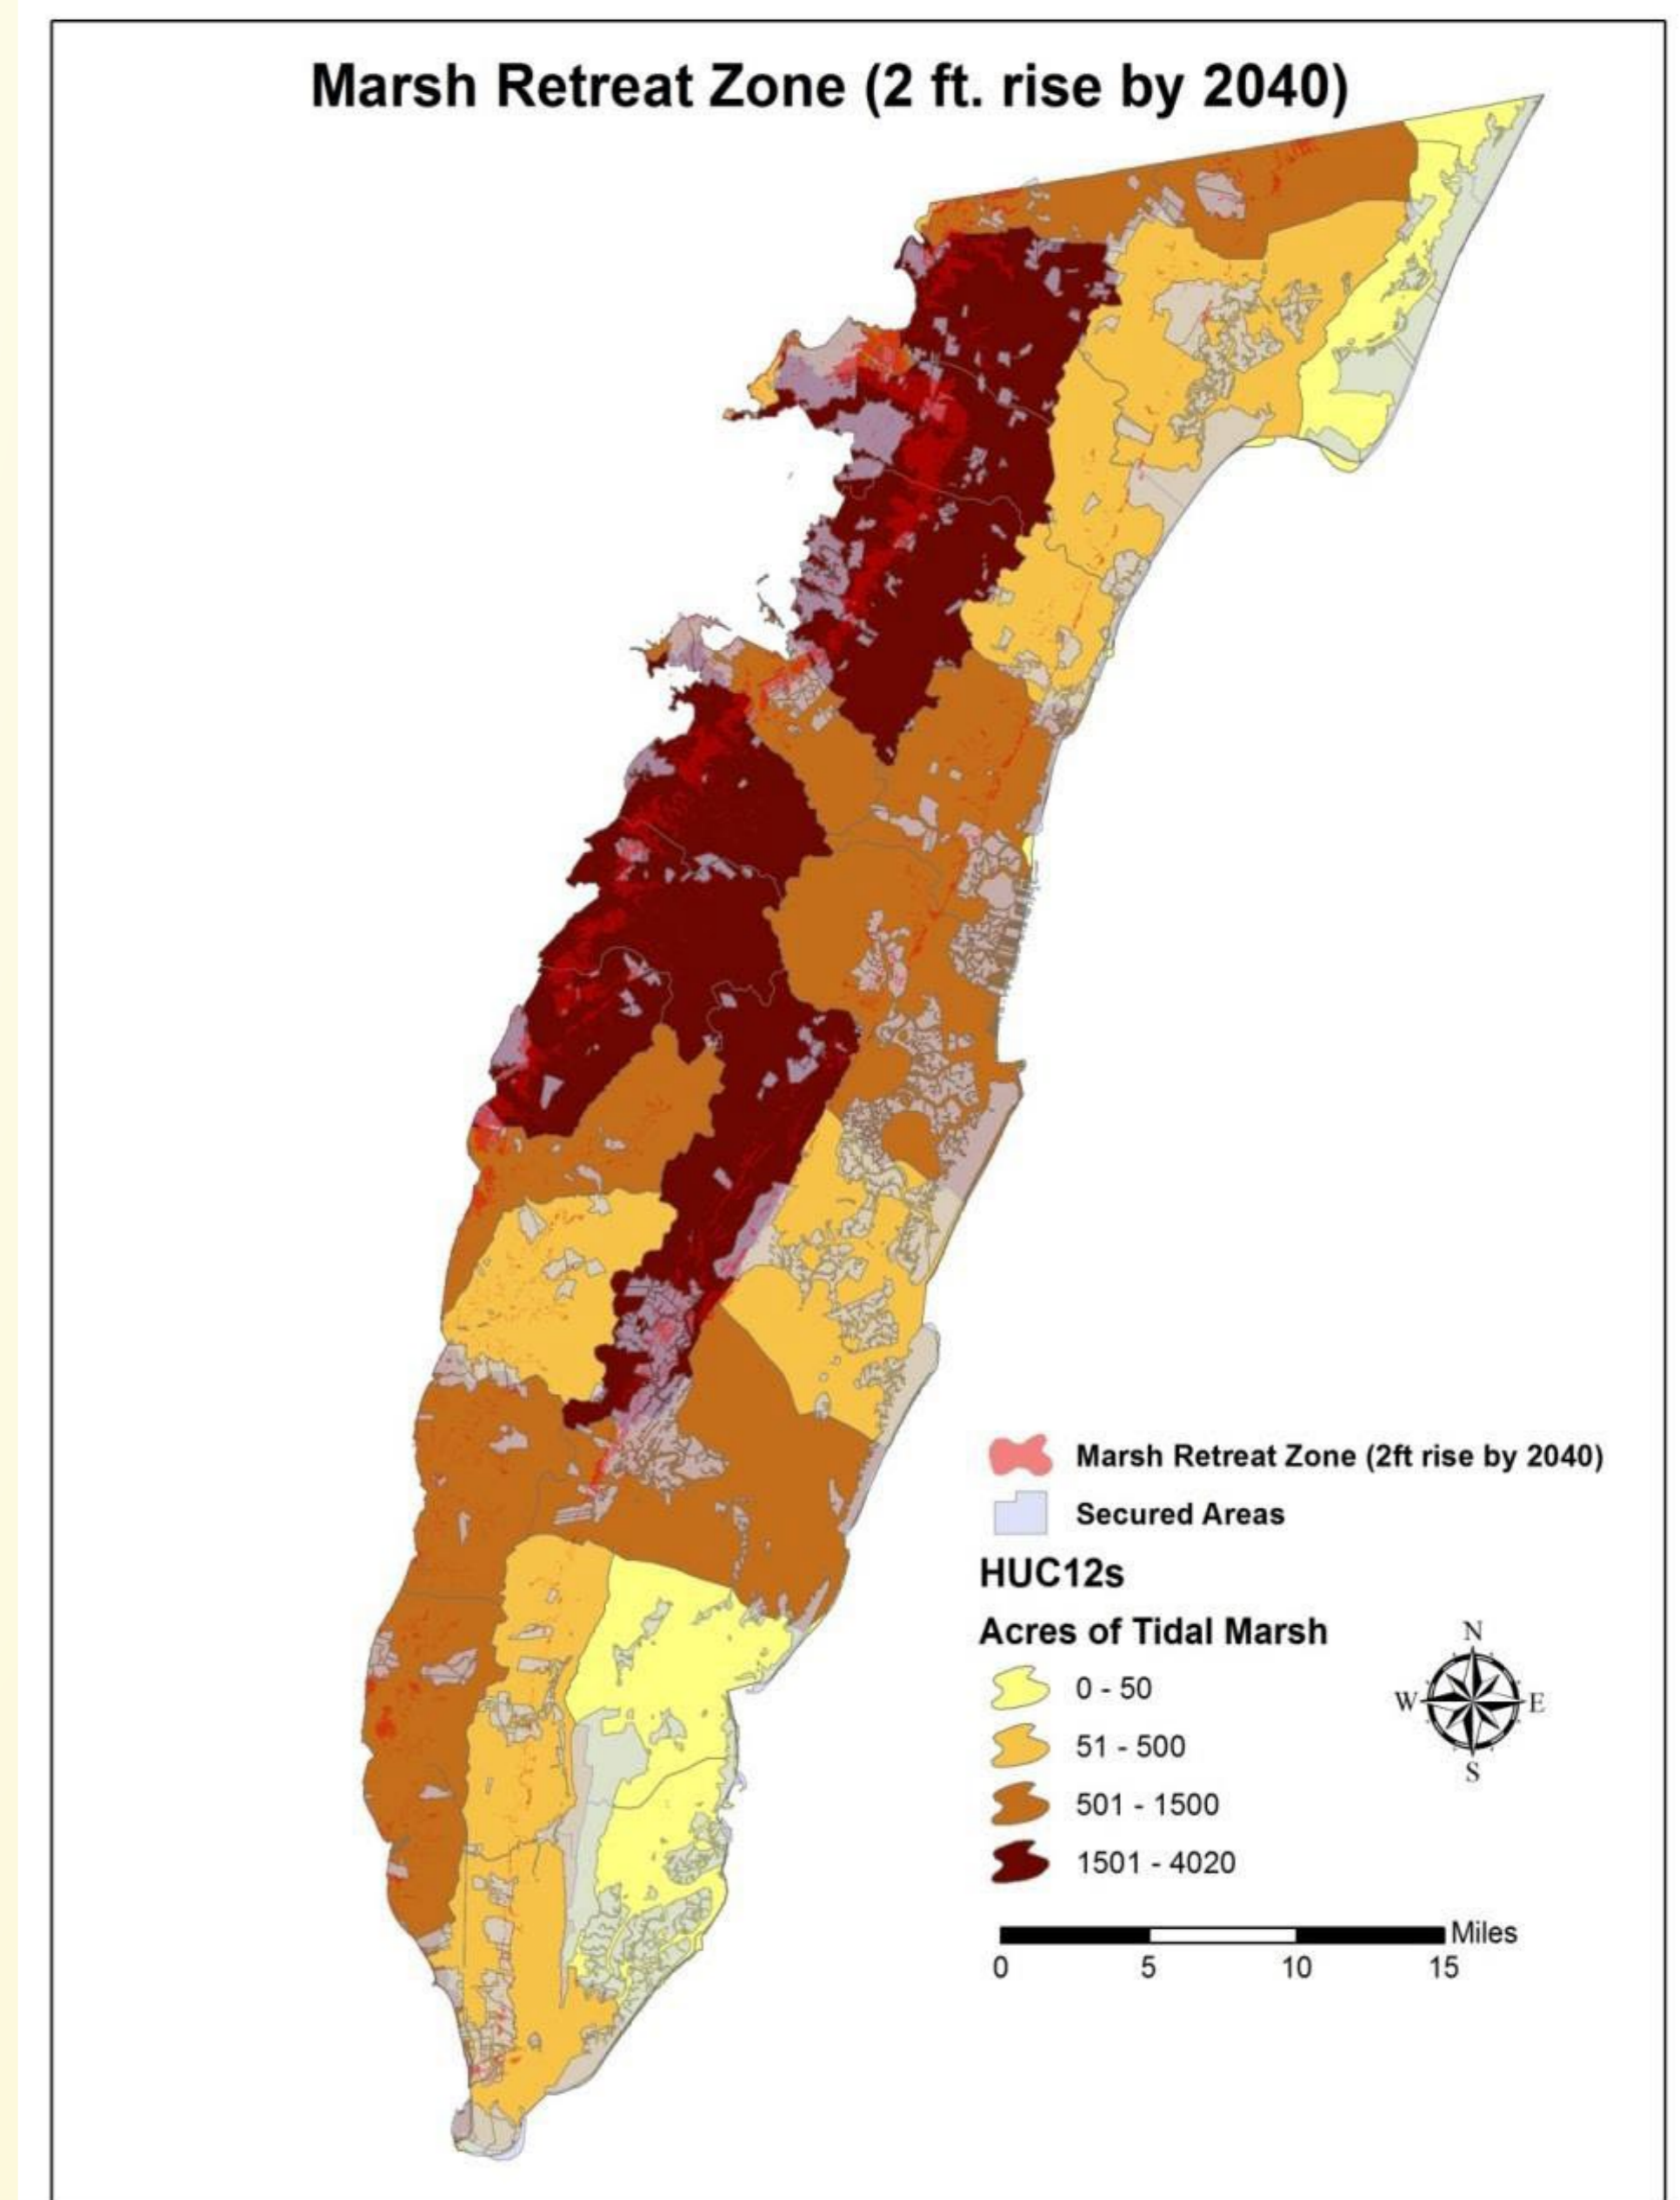 Marsh Retreat Zone (2 ft. rise by 2040)
Marsh Retreat Zone (2ft rise by 2040)
Secured Areas
HUC12s
Acres of Tidal Marsh
0 - 50
51 - 500
501 - 1500
1501 - 4020
N
W
E
S
Miles
0 5 10 15